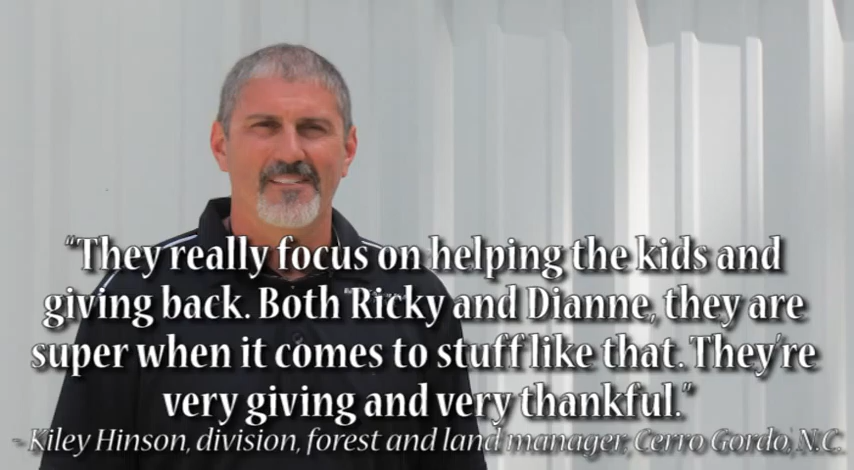 “They really focus on helping the kids and
giving back. Both Ricky and Dianne, they are
super when it comes to stuff like that. They’re
very giving and very thankful.”
- Kiley Hinson, division, forest and land manager, Cerro Gordo, N.C.